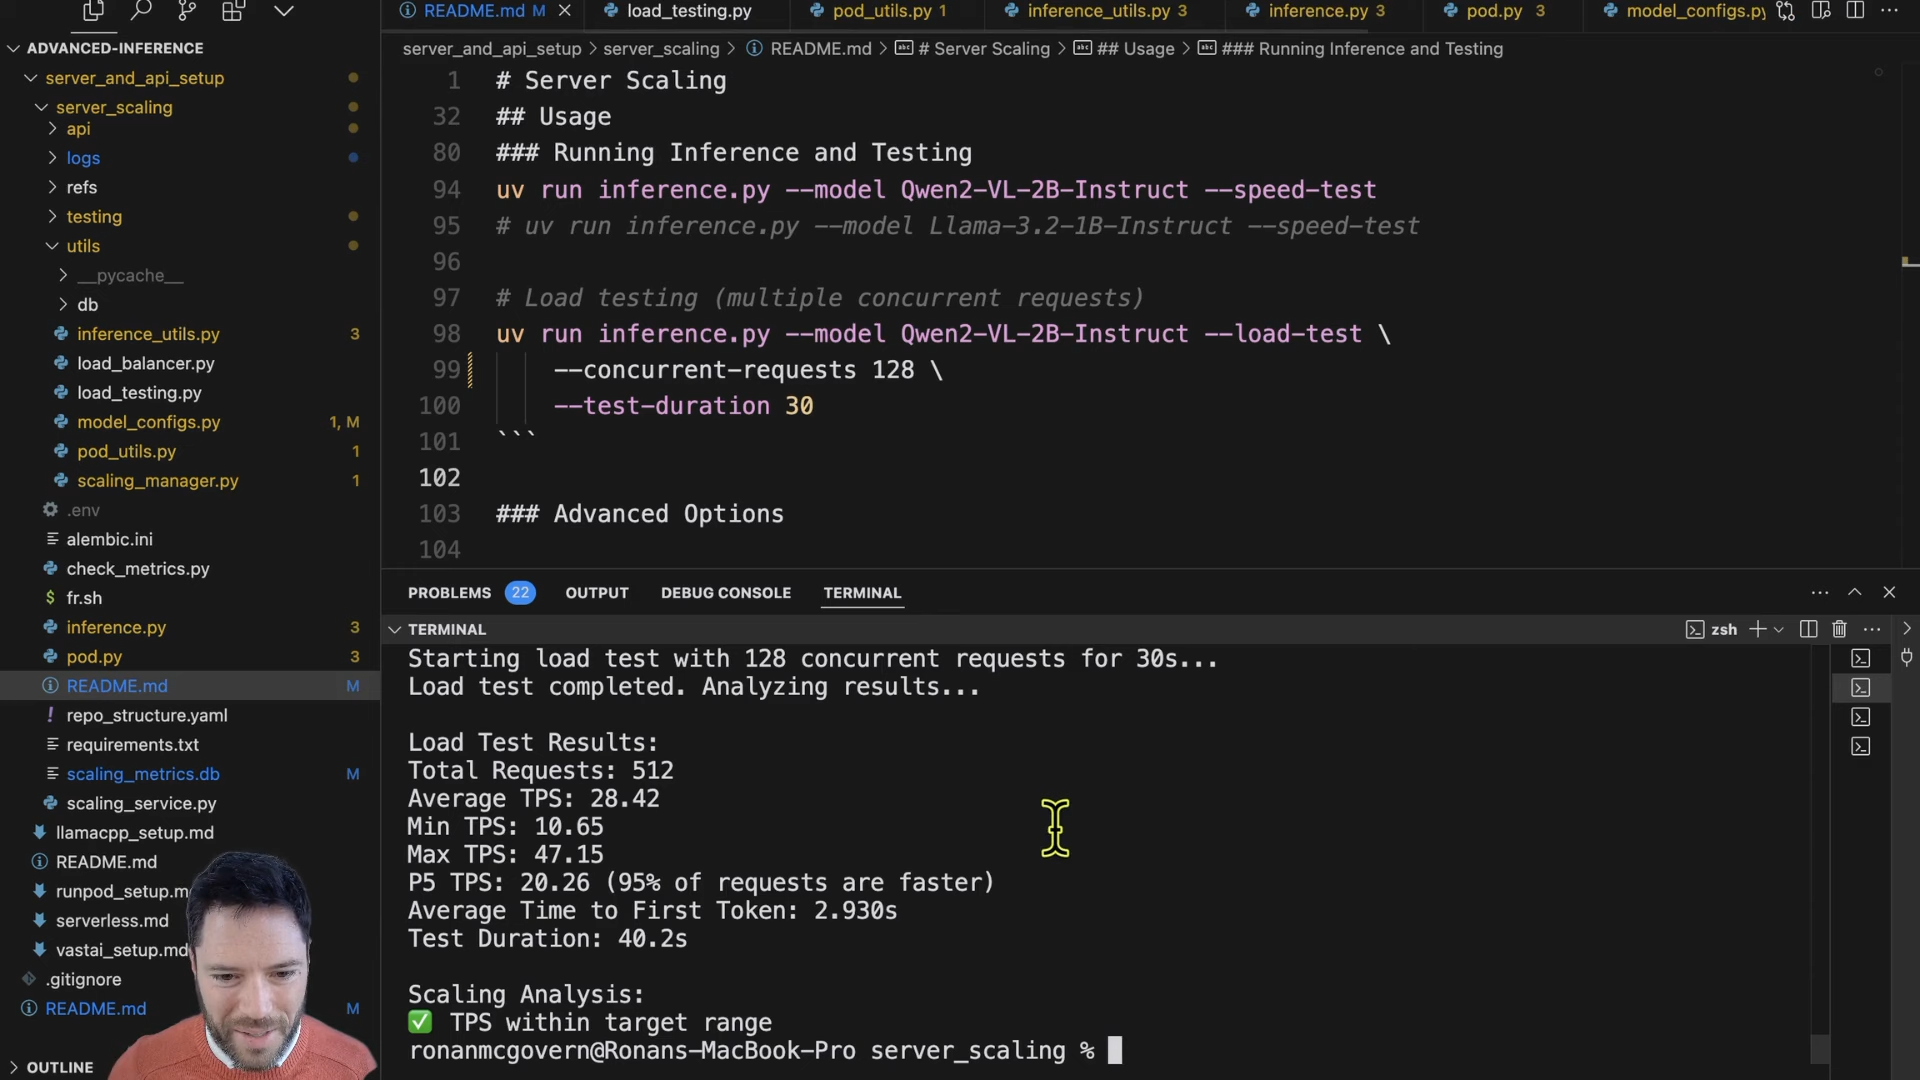 README.md M
load_testing.py
pod_utils.py 1
inference_utils.py 3
inference.py 3
pod.py 3
model_configs.py
ADVANCED-INFERENCE
server_and_api_setup
server_scaling
api
logs
refs
testing
utils
__pycache__
db
inference_utils.py 3
load_balancer.py
load_testing.py
model_configs.py 1, M
pod_utils.py 1
scaling_manager.py 1
.env
alembic.ini
check_metrics.py
fr.sh
inference.py 3
pod.py 3
README.md M
repo_structure.yaml
requirements.txt
scaling_metrics.db M
scaling_service.py
llamacpp_setup.md
README.md
runpod_setup.m
serverless.md
vastai_setup.md
.gitignore
README.md M
OUTLINE
server_and_api_setup > server_scaling > README.md > # Server Scaling > ## Usage > ### Running Inference and Testing
1 # Server Scaling
32 ## Usage
80 ### Running Inference and Testing
94 uv run inference.py --model Qwen2-VL-2B-Instruct --speed-test
95 # uv run inference.py --model Llama-3.2-1B-Instruct --speed-test
96
97 # Load testing (multiple concurrent requests)
98 uv run inference.py --model Qwen2-VL-2B-Instruct --load-test \
99 --concurrent-requests 128 \
100 --test-duration 30
101 ```
102
103 ### Advanced Options
104
PROBLEMS 22 OUTPUT DEBUG CONSOLE TERMINAL
TERMINAL
zsh
Starting load test with 128 concurrent requests for 30s...
Load test completed. Analyzing results...
Load Test Results:
Total Requests: 512
Average TPS: 28.42
Min TPS: 10.65
Max TPS: 47.15
P5 TPS: 20.26 (95% of requests are faster)
Average Time to First Token: 2.930s
Test Duration: 40.2s
Scaling Analysis:
✅ TPS within target range
ronanmcgovern@Ronans-MacBook-Pro server_scaling %